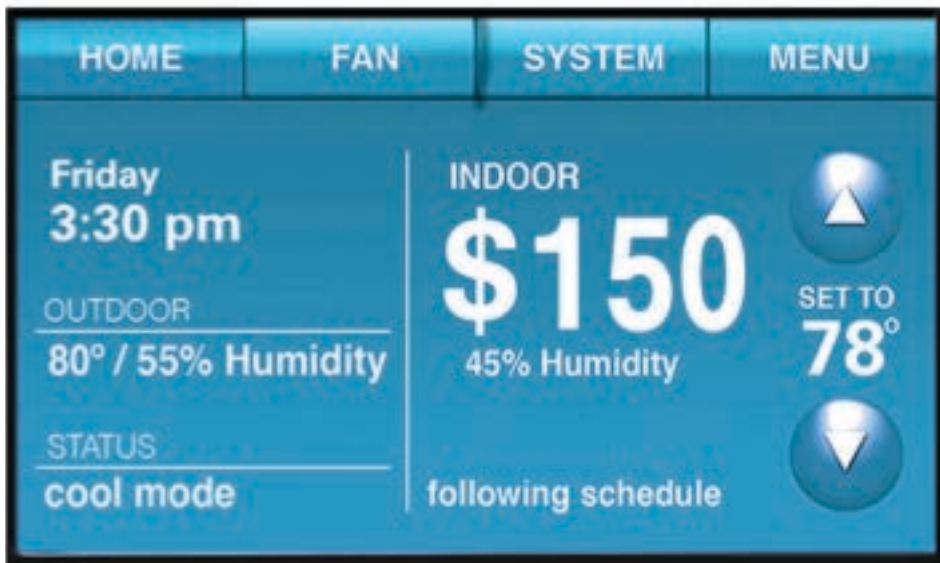 HOME FAN SYSTEM MENU
Friday
3:30 pm
OUTDOOR
80° / 55% Humidity
STATUS
cool mode
INDOOR
$150
45% Humidity
following schedule
SET TO
78°